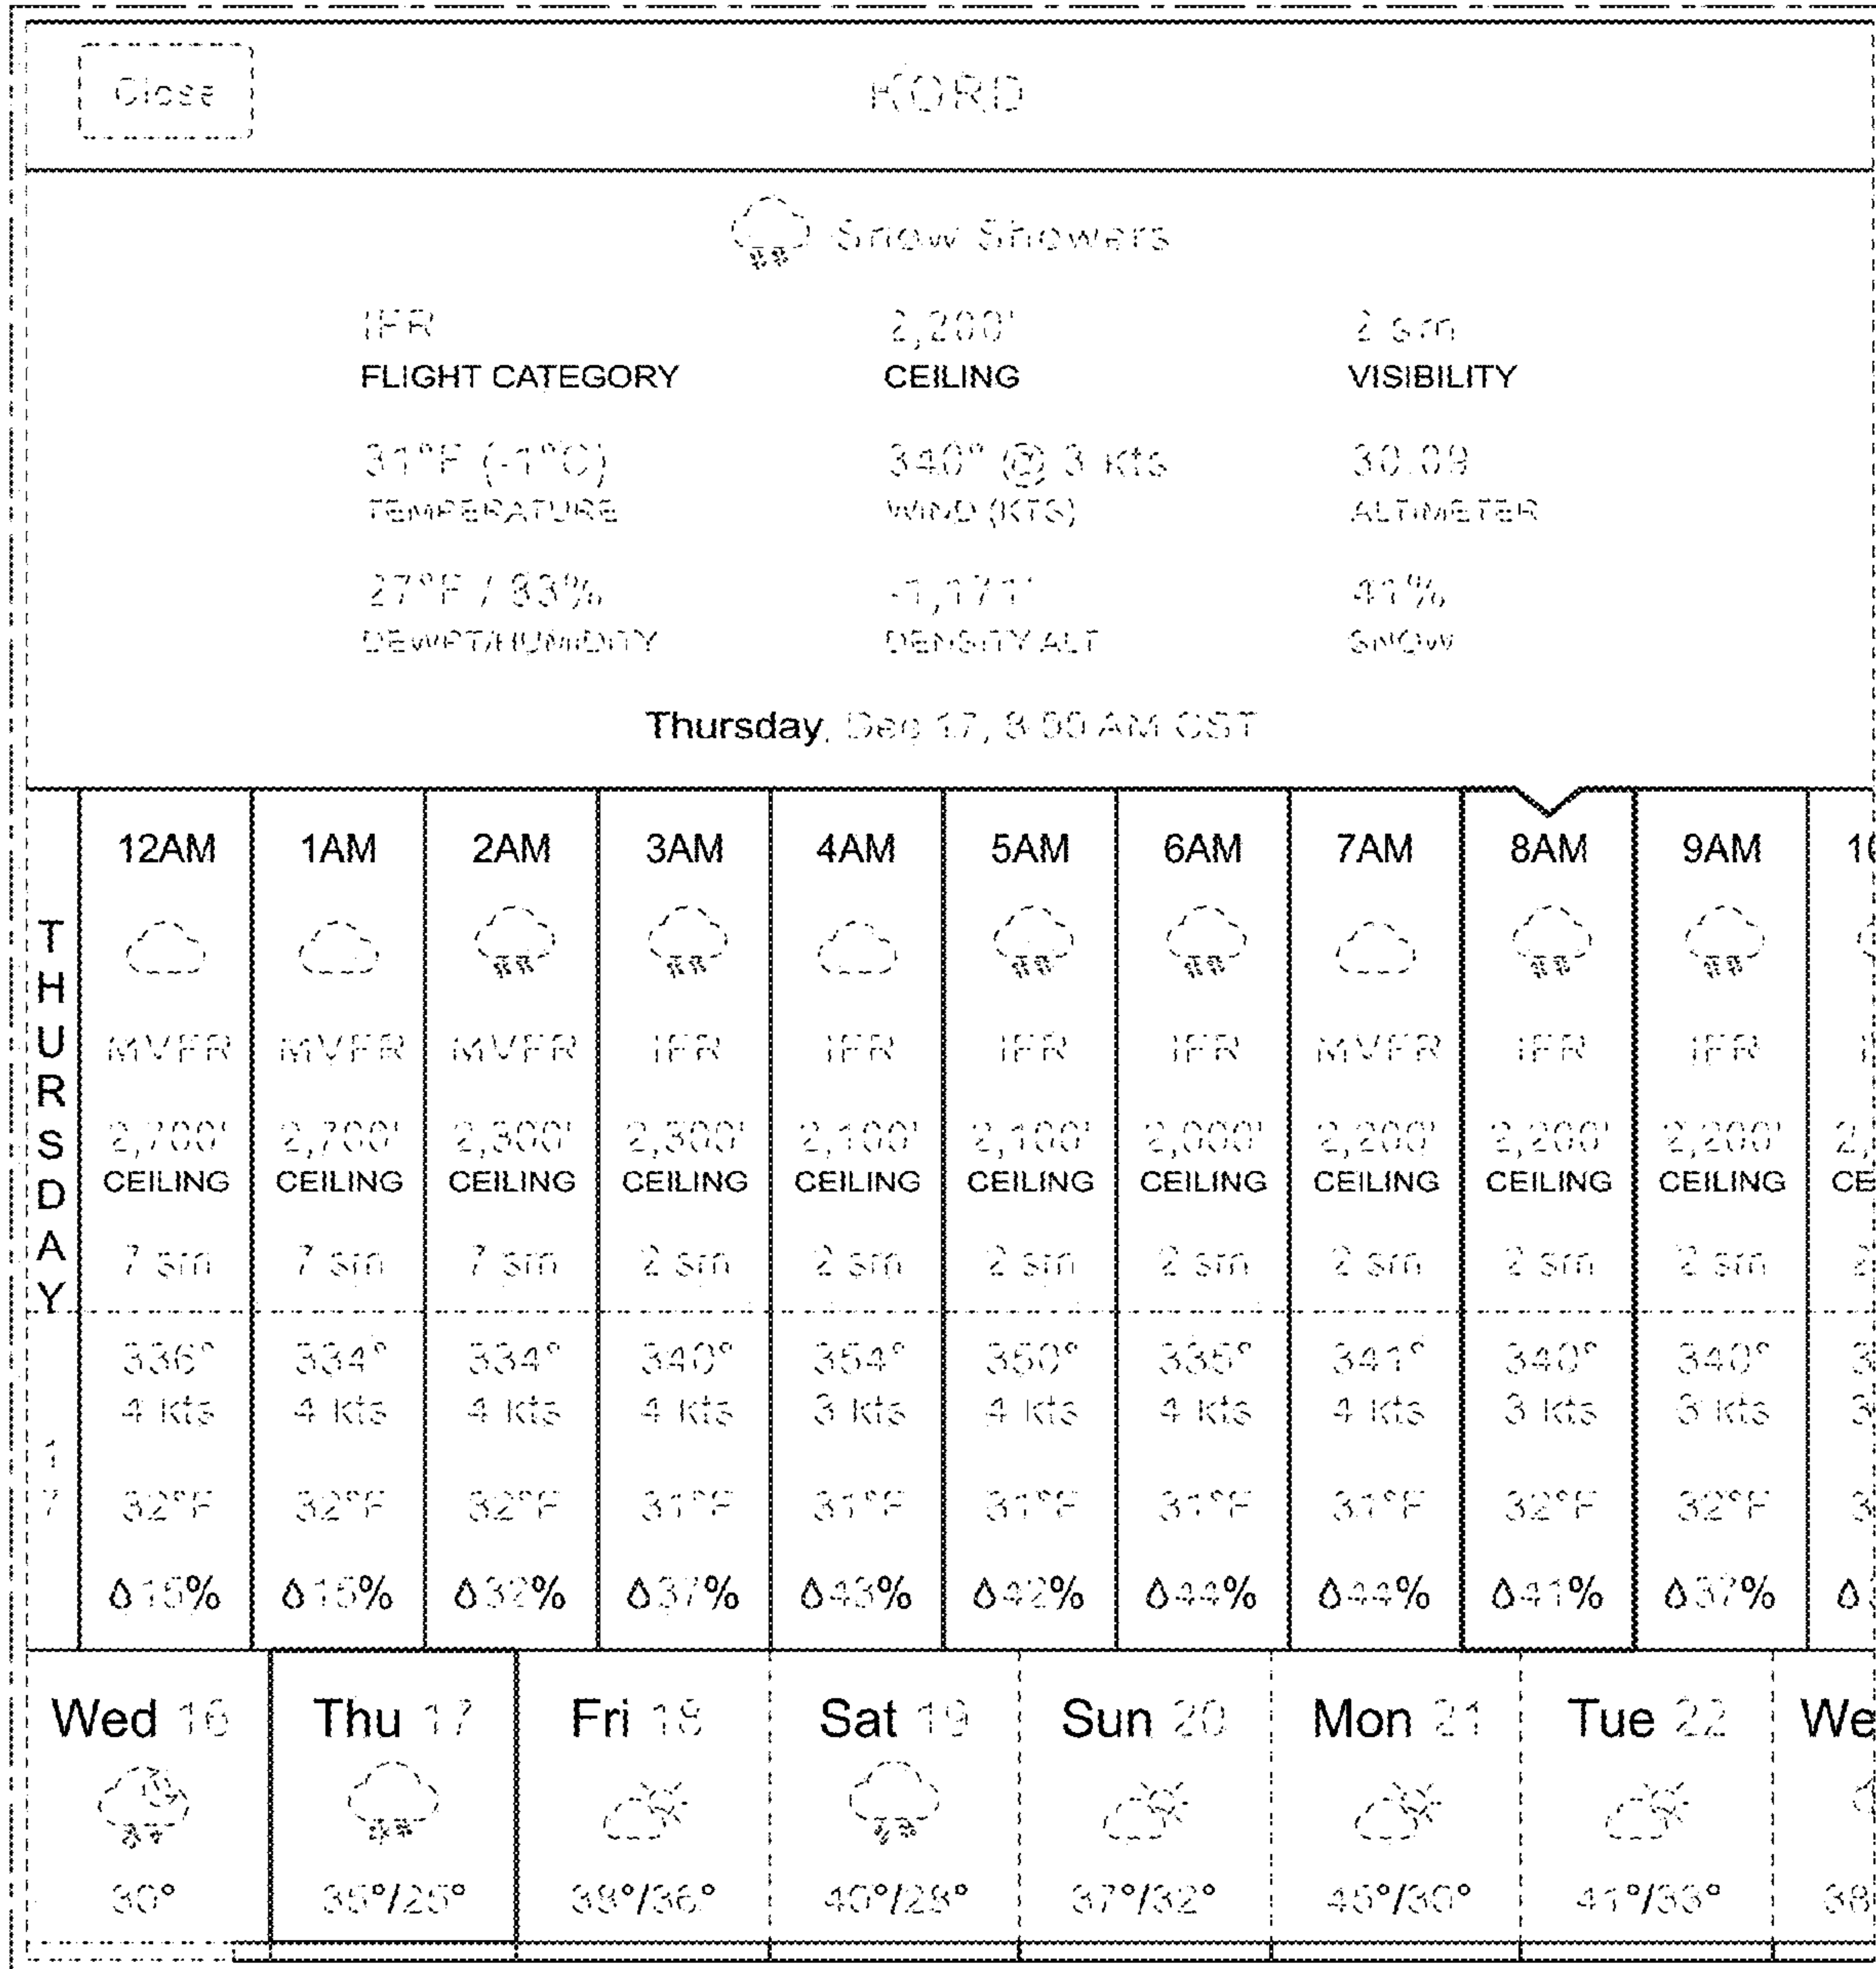 Close
KORD
Snow Showers
IFR 2,200' 2 sm
FLIGHT CATEGORY CEILING VISIBILITY
31°F (-1°C) 340° @ 3 kts 30.09
TEMPERATURE WIND (KTS) ALTIMETER
27°F / 83% -1,171' 41%
DEWPT/HUMIDITY DENSITY ALT SNOW
Thursday, Dec 17, AM CST
12AM 1AM 2AM 3AM 4AM 5AM 6AM 7AM 8AM 9AM
MVFR MVFR MVFR IFR IFR IFR IFR MVFR IFR IFR
2,700' 2,700' 2,300' 2,300' 2,100' 2,100' 2,000' 2,200' 2,200' 2,200'
CEILING CEILING CEILING CEILING CEILING CEILING CEILING CEILING CEILING CEILING CE
7 sm 7 sm 7 sm 2 sm 2 sm 2 sm 2 sm 2 sm 2 sm 2 sm
THURSDAY
17
336° 334° 334° 340° 354° 350° 335° 341° 340° 340°
4 kts 4 kts 4 kts 4 kts 3 kts 4 kts 4 kts 4 kts 3 kts 3 kts
32°F 32°F 32°F 31°F 31°F 31°F 31°F 31°F 32°F 32°F
15% 15% 32% 37% 43% 42% 44% 44% 41% 37%
Wed 16 Thu 17 Fri 18 Sat 19 Sun 20 Mon 21 Tue 22 We
30° 35°/25° 38°/36° 40°/28° 37°/32° 45°/30° 41°/33° 38